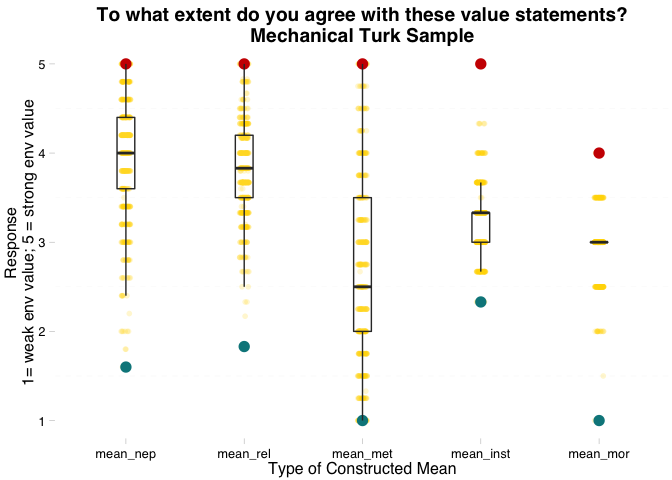 To what extent do you agree with these value statements?
Mechanical Turk Sample
Response
1= weak env value; 5 = strong env value
5
4
3
2
1
mean_nep mean_rel mean_met mean_inst mean_mor
Type of Constructed Mean